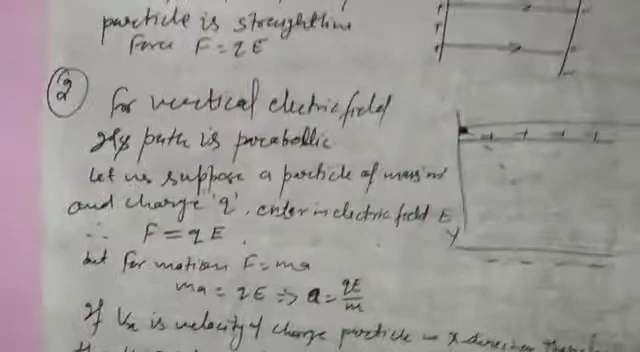 particle is straightline
Force F = qE
② for vertical electric field
its path is parabollic
Let us suppose a particle of mass 'm'
and charge 'q', enter in electric field E
∴ F = qE.
but for motion F = ma
ma = qE => a = qE/m
If Vx is velocity of charge particle in x direction
Y